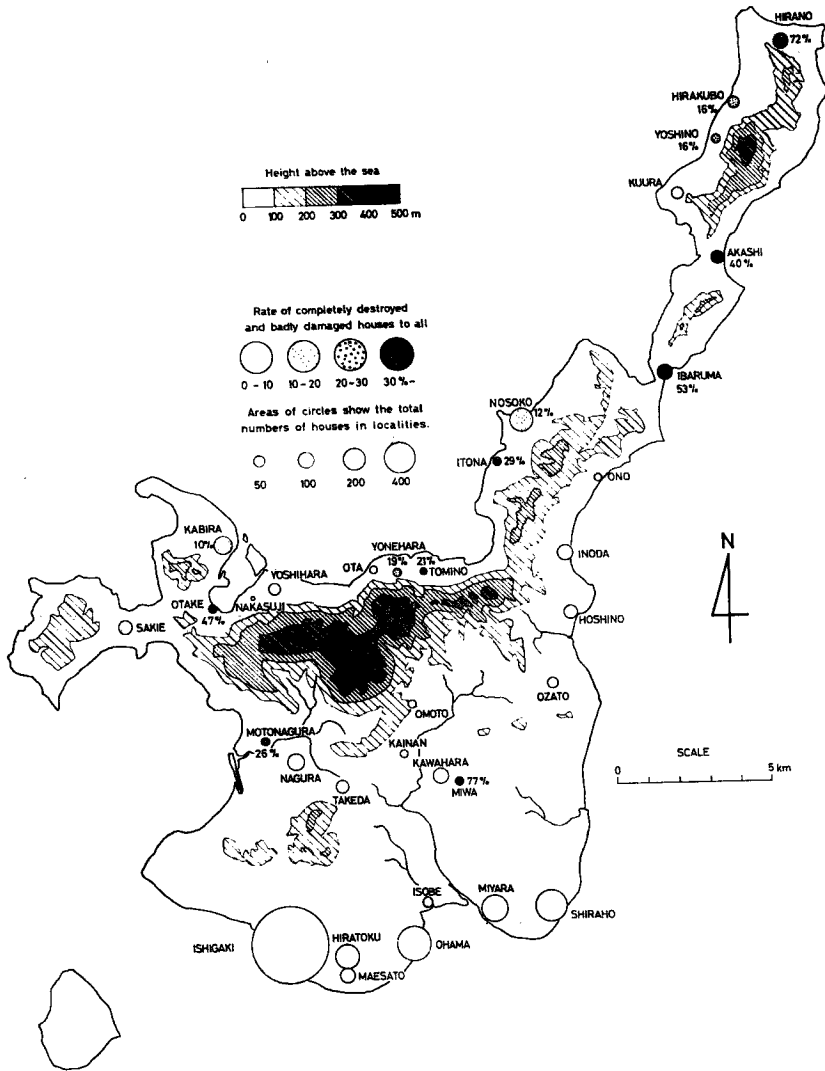 HIRANO
72%
HIRAKUBO
16%
YOSHINO
16%
KUURA
AKASHI
40%
IBARUMA
53%
Height above the sea
0 100 200 300 400 500 m
Rate of completely destroyed
and badly damaged houses to all
0 - 10 10 - 20 20 - 30 30 %~
Areas of circles show the total
numbers of houses in localities.
50 100 200 400
NOSOKO
12%
ITONA 29%
ONO
KABIRA
10%
YONEHARA
OTA 19% 21%
TOMINO
YOSHIHARA
INODA
OTAKE
47%
NAKASUJI
SAKIE
HOSHINO
N
OZATO
OMOTO
MOTONAGURA
26%
KAINAN
KAWAHARA
NAGURA
77%
MIWA
TAKEDA
SCALE
0 5 km
ISOBE
MIYARA
SHIRAHO
ISHIGAKI
HIRATOKU
OHAMA
MAESATO